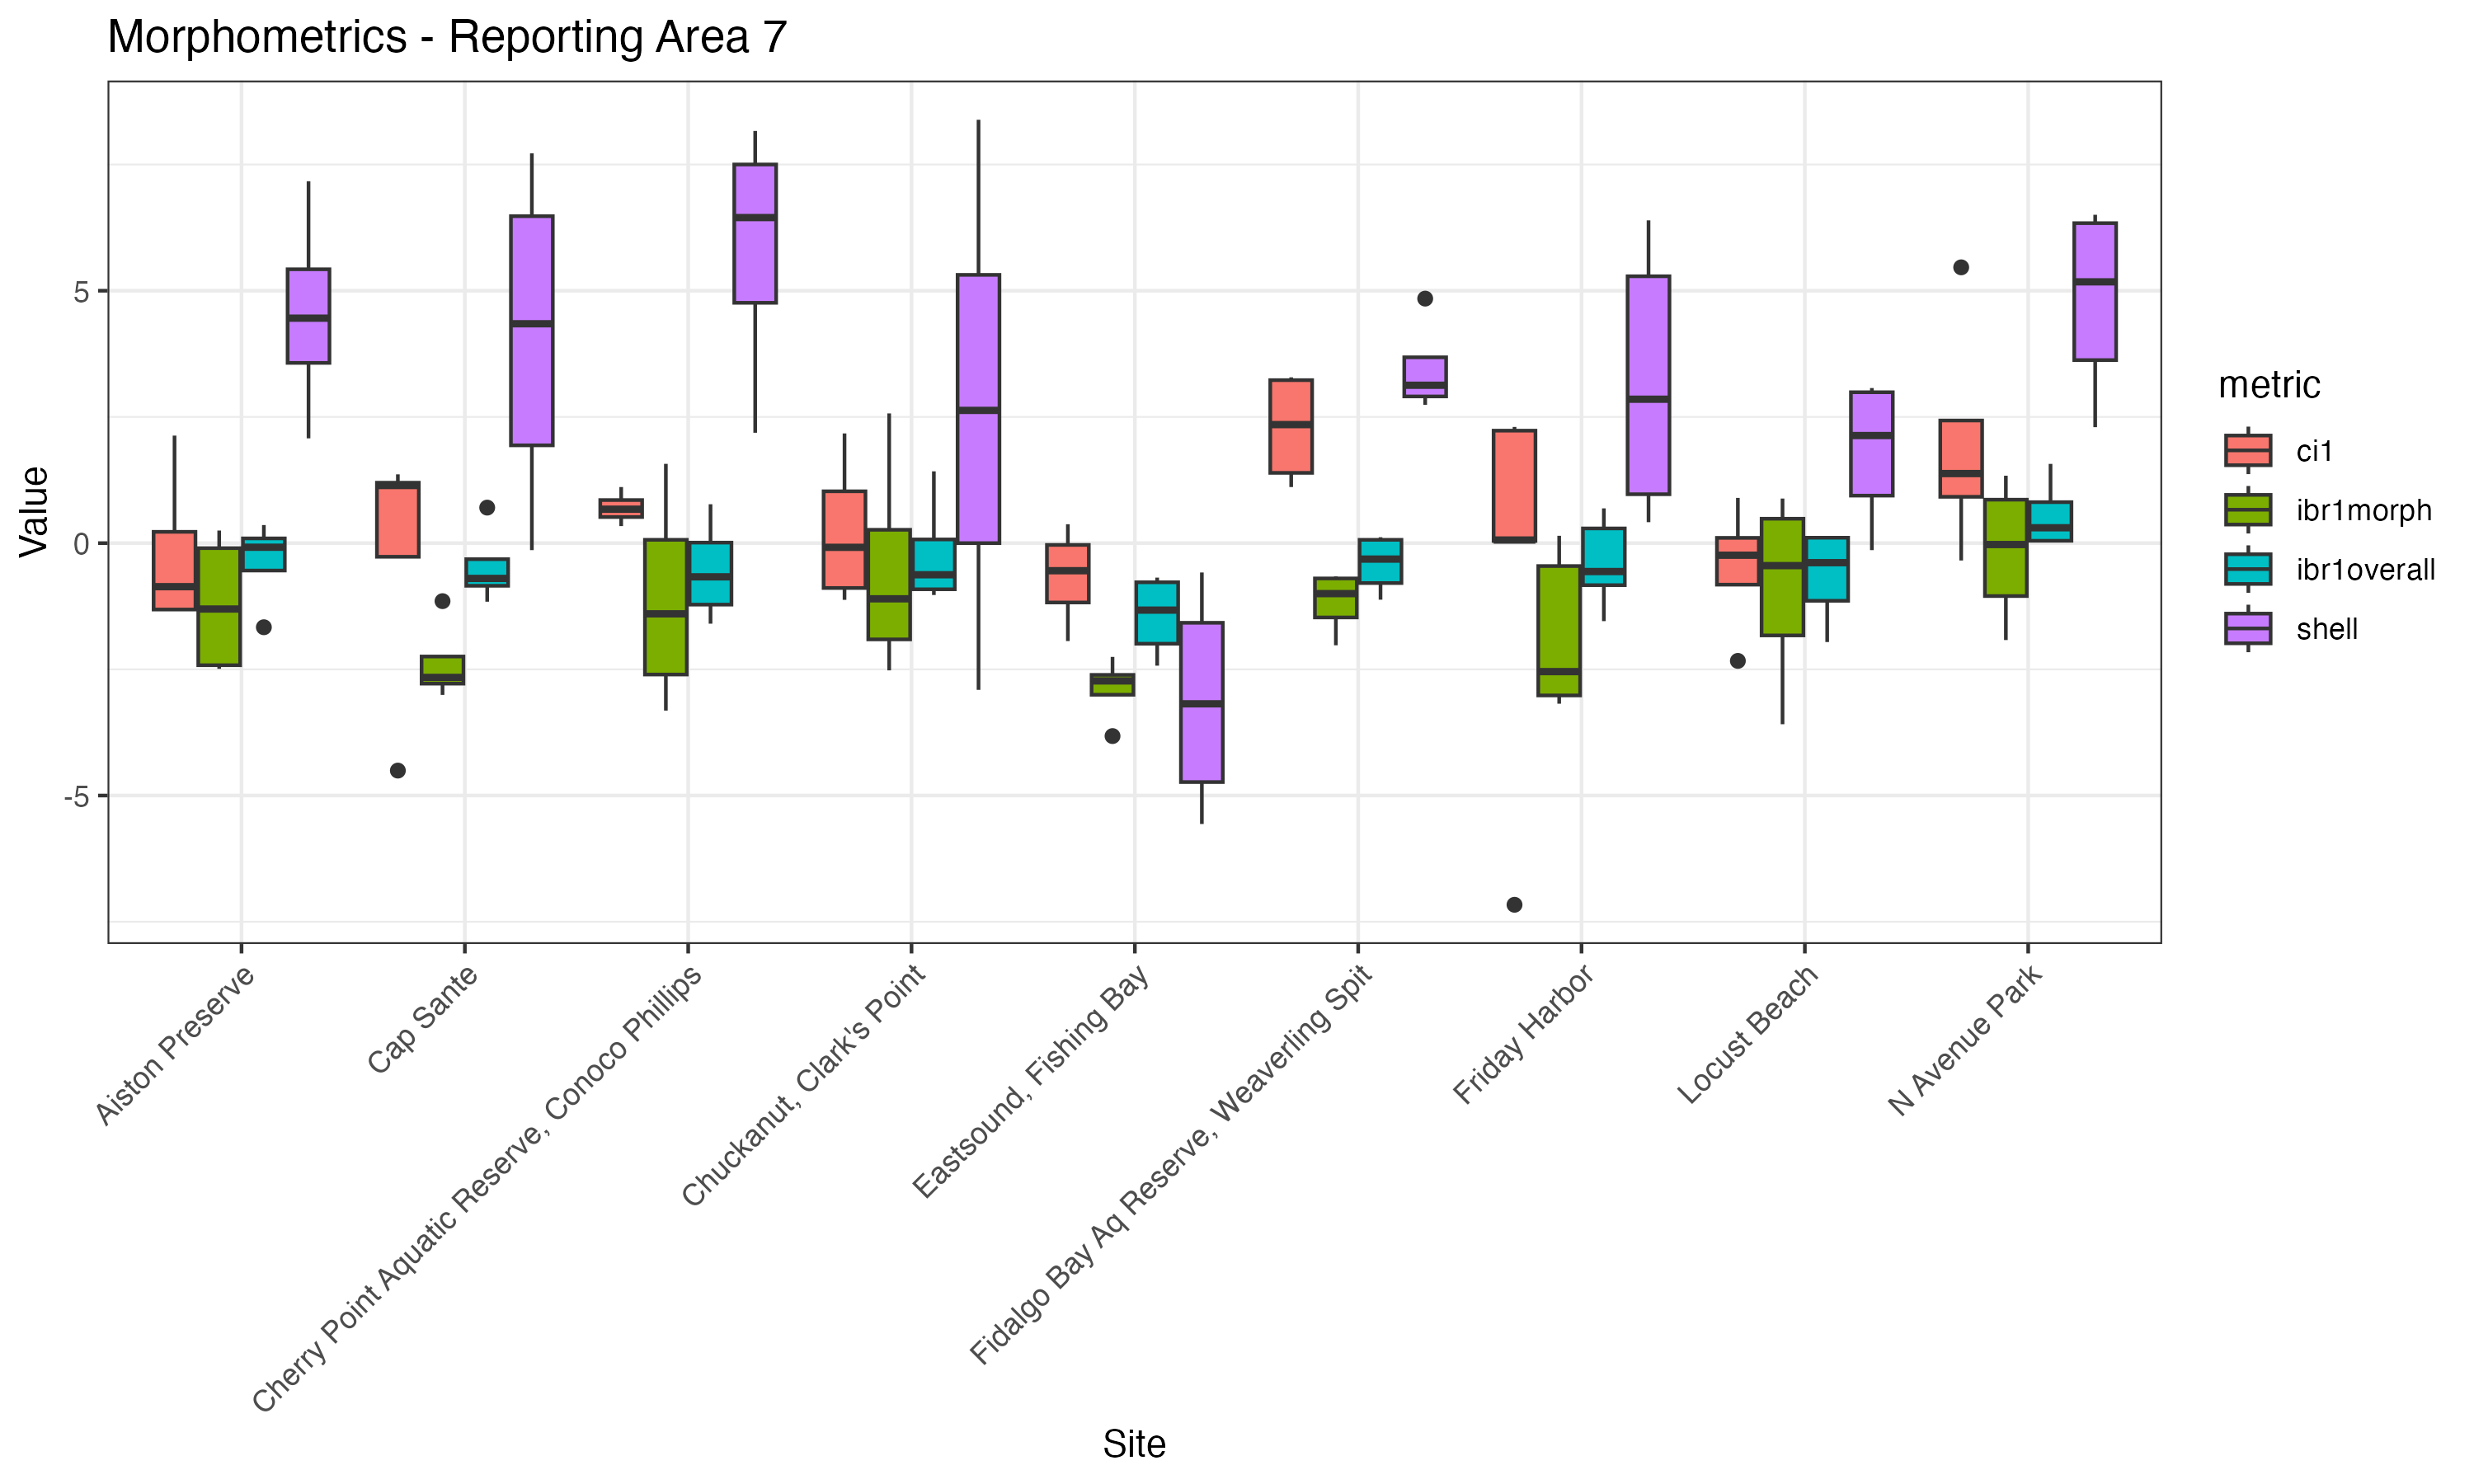 Morphometrics - Reporting Area 7
Value
5
0
-5
Aiston Preserve
Cap Sante
Cherry Point Aquatic Reserve, Conoco Phillips
Chuckanut, Clark's Point
Eastsound, Fishing Bay
Fidalgo Bay Aq Reserve, Weaverling Spit
Friday Harbor
Locust Beach
N Avenue Park
Site
metric
ci1
ibr1morph
ibr1overall
shell